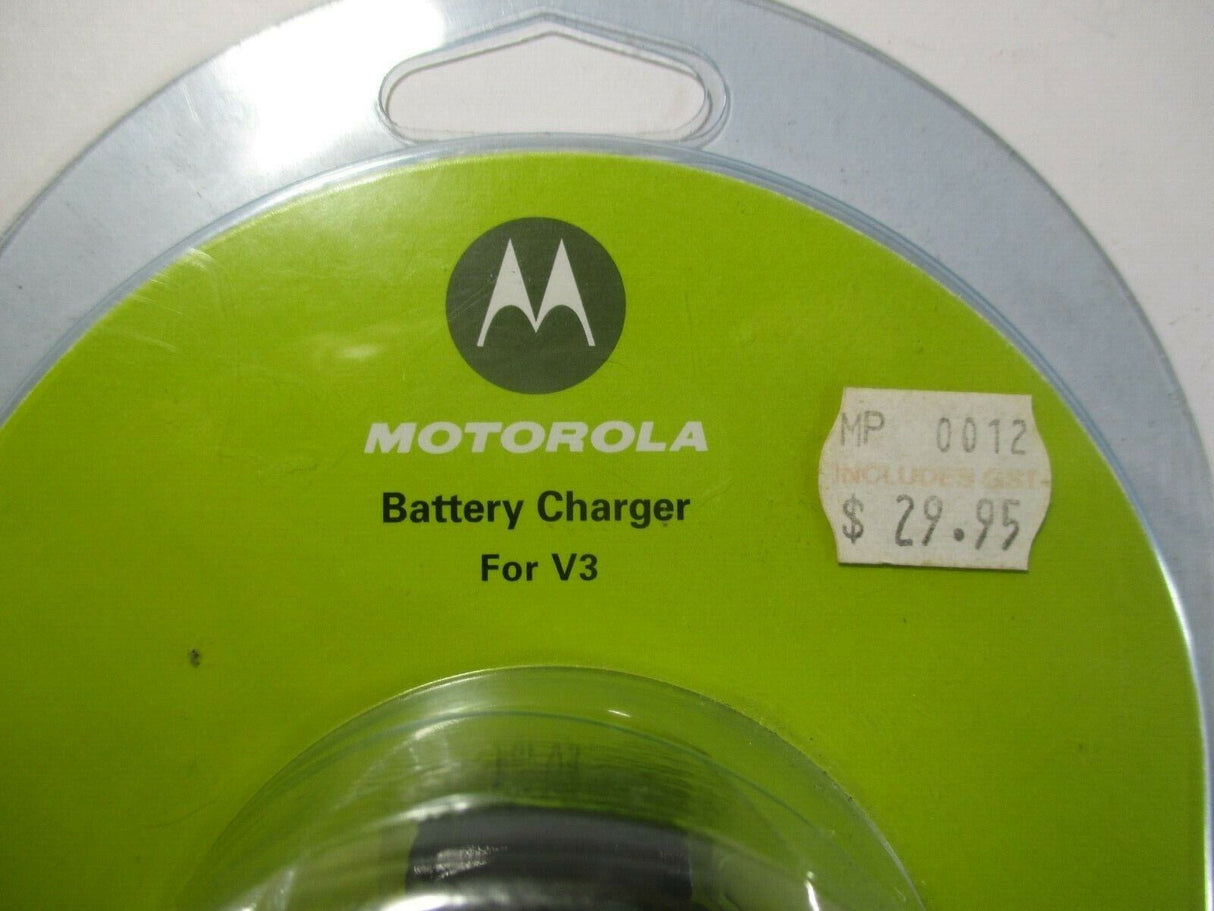 MOTOROLA
Battery Charger
For V3
MP 0012
INCLUDES GST
$ 29.95